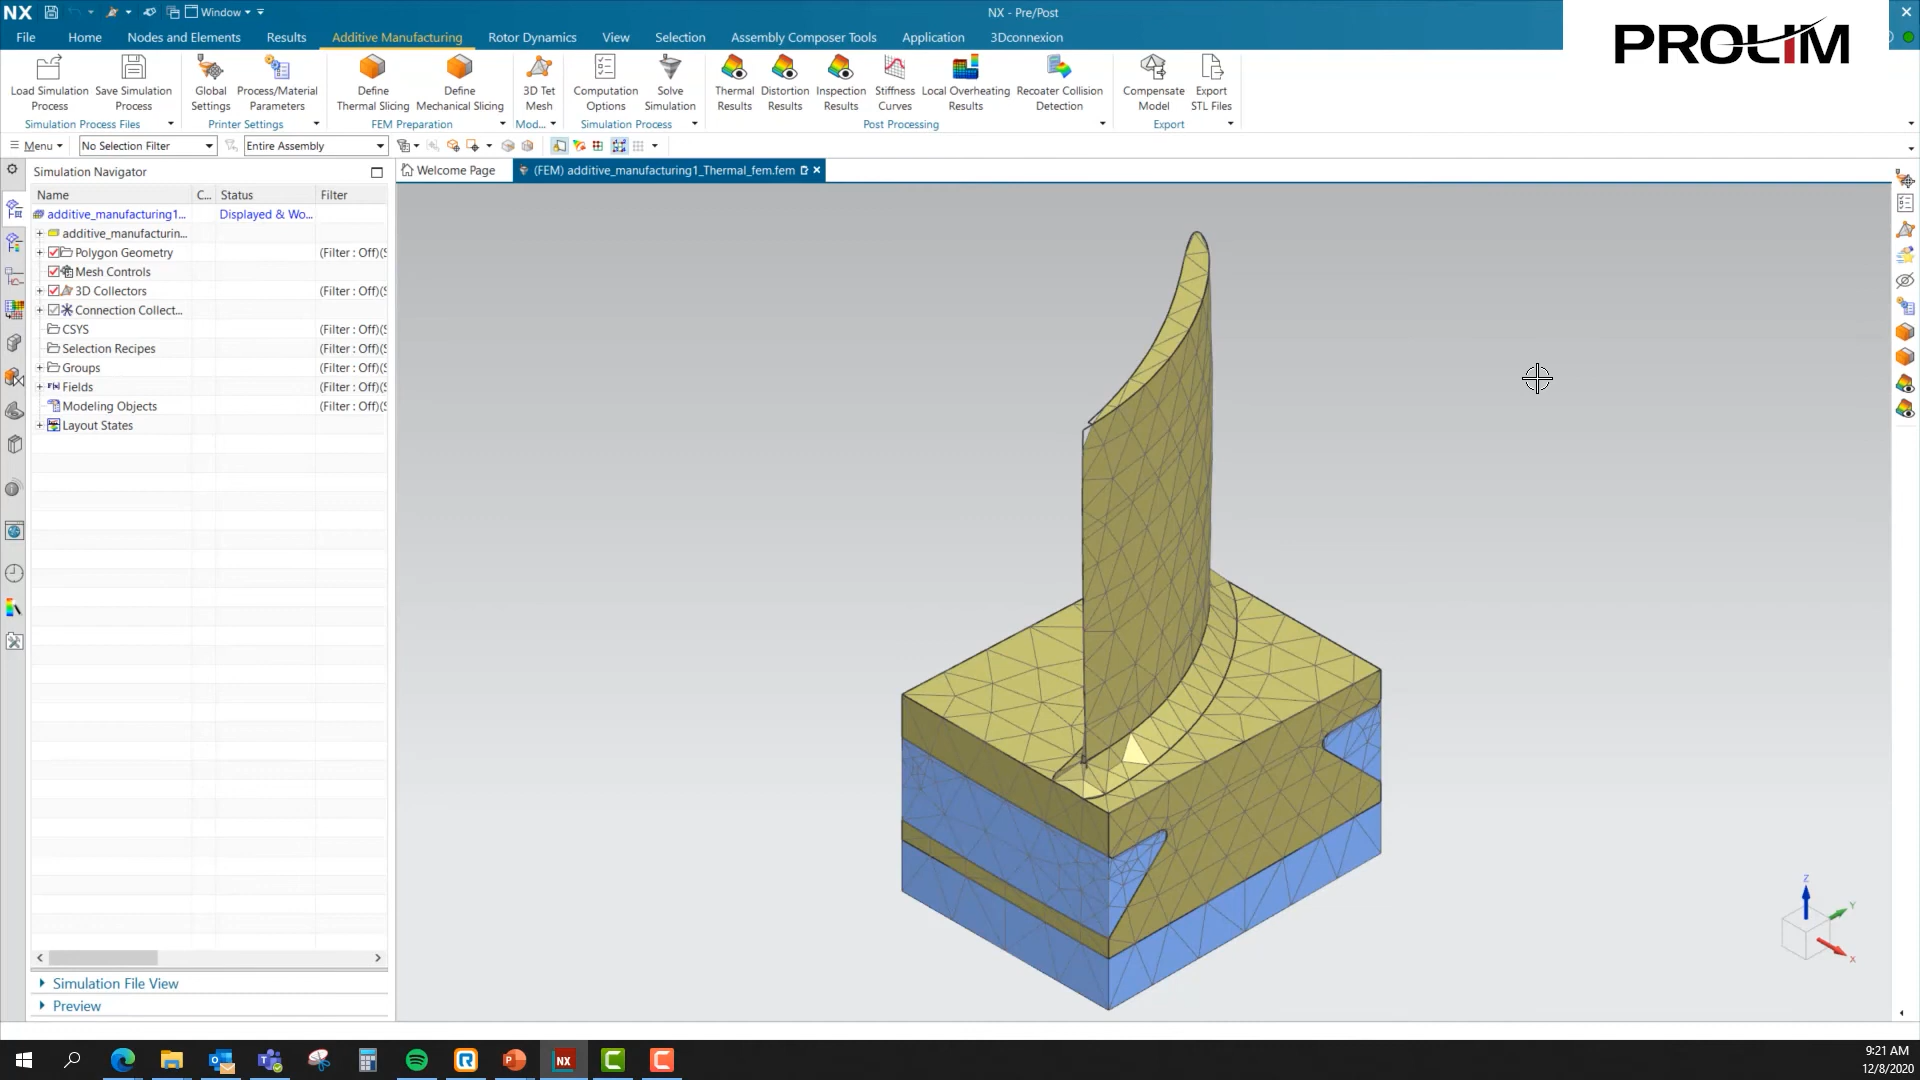 NX
Window
NX - Pre/Post
PROLIM
File
Home
Nodes and Elements
Results
Additive Manufacturing
Rotor Dynamics
View
Selection
Assembly Composer Tools
Application
3Dconnexion
Load Simulation
Process
Save Simulation
Process
Global
Settings
Process/Material
Parameters
Define
Thermal Slicing
Define
Mechanical Slicing
3D Tet
Mesh
Computation
Options
Solve
Simulation
Thermal
Results
Distortion
Results
Inspection
Results
Stiffness
Curves
Local Overheating
Results
Recoater Collision
Detection
Compensate
Model
Export
STL Files
Simulation Process Files
Printer Settings
FEM Preparation
Mod...
Simulation Process
Post Processing
Export
Menu
No Selection Filter
Entire Assembly
Simulation Navigator
Welcome Page
(FEM) additive_manufacturing1_Thermal_fem.fem
Name
C...
Status
Filter
additive_manufacturing1...
Displayed & Wo...
additive_manufacturin...
Polygon Geometry
(Filter : Off)(S
Mesh Controls
3D Collectors
(Filter : Off)(S
Connection Collect...
CSYS
(Filter : Off)(S
Selection Recipes
(Filter : Off)(S
Groups
(Filter : Off)(S
Fields
(Filter : Off)(S
Modeling Objects
(Filter : Off)(S
Layout States
Simulation File View
Preview
Z
Y
X
NX
9:21 AM
12/8/2020